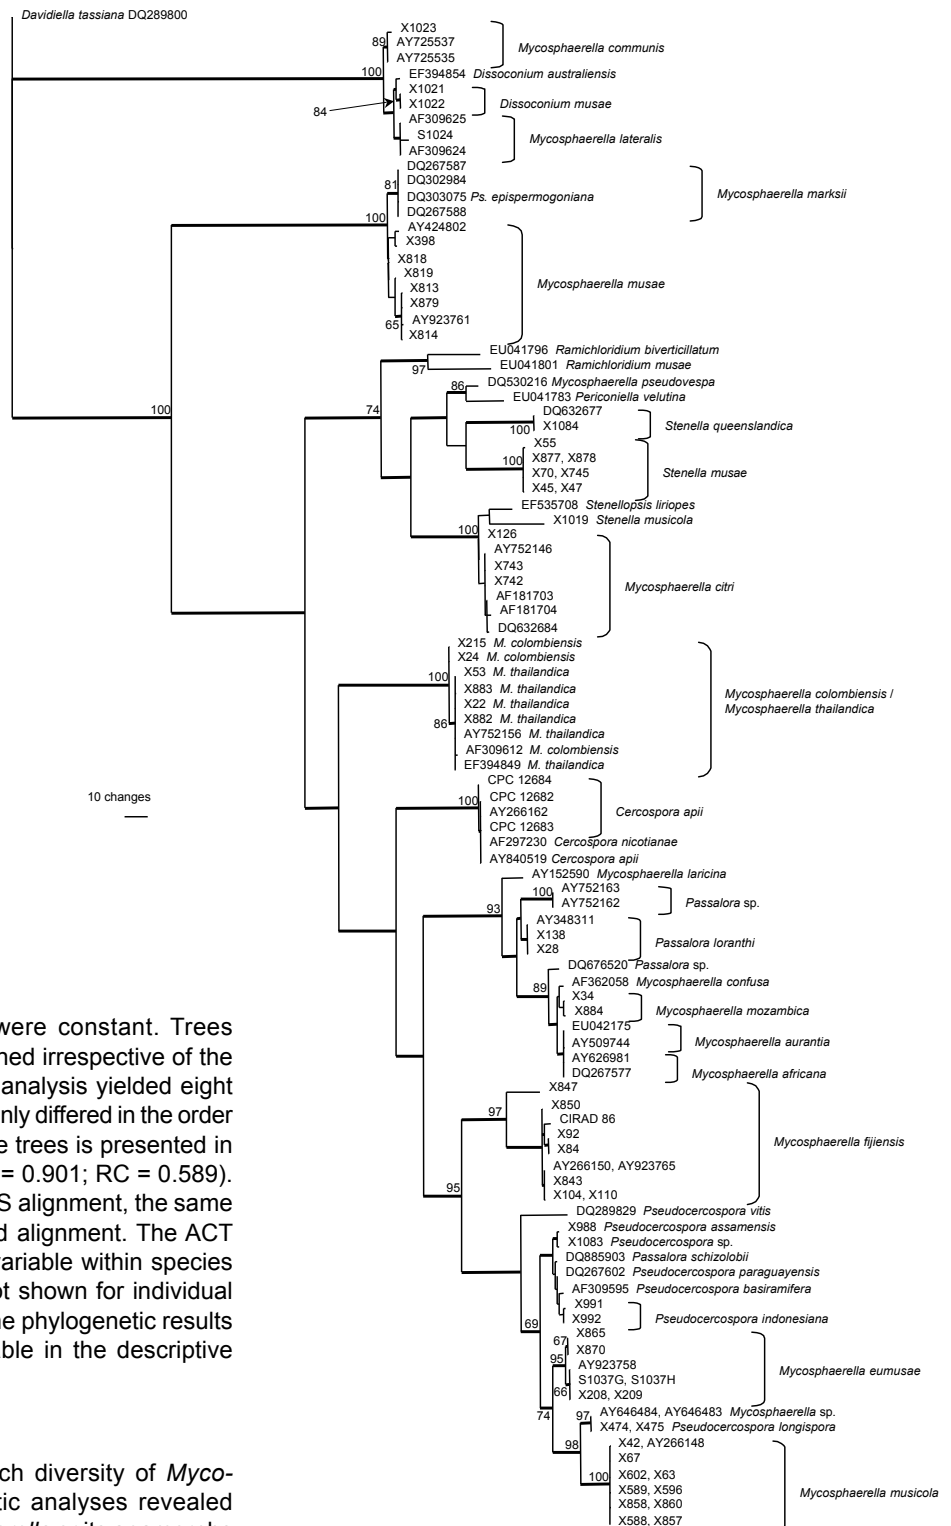 Davidiella tassiana DQ289800
X1023
89 AY725537
AY725535
Mycosphaerella communis
100
EF394854 Dissoconium australiensis
X1021
X1022
Dissoconium musae
84
AF309625
S1024
AF309624
Mycosphaerella lateralis
DQ267587
81 DQ302984
DQ303075 Ps. epispermogoniana
DQ267588
Mycosphaerella marksii
100
AY424802
X398
X818
X819
X813
X879
AY923761
65 X814
Mycosphaerella musae
EU041796 Ramichloridium biverticillatum
EU041801 Ramichloridium musae
97
100
74
86 DQ530216 Mycosphaerella pseudovespa
EU041783 Periconiella velutina
DQ632677
X1084
100
Stenella queenslandica
X55
X877, X878
100
X70, X745
X45, X47
Stenella musae
EF535708 Stenellopsis liriopes
X1019 Stenella musicola
100 X126
AY752146
X743
X742
AF181703
AF181704
DQ632684
Mycosphaerella citri
X215 M. colombiensis
X24 M. colombiensis
X53 M. thailandica
100
X883 M. thailandica
X22 M. thailandica
X882 M. thailandica
86
AY752156 M. thailandica
AF309612 M. colombiensis
EF394849 M. thailandica
Mycosphaerella colombiensis /
Mycosphaerella thailandica
CPC 12684
CPC 12682
100
AY266162
CPC 12683
Cercospora apii
AF297230 Cercospora nicotianae
AY840519 Cercospora apii
10 changes
AY152590 Mycosphaerella laricina
100 AY752163
AY752162
Passalora sp.
93
AY348311
X138
X28
Passalora loranthi
DQ676520 Passalora sp.
AF362058 Mycosphaerella confusa
89
X34
X884
Mycosphaerella mozambica
EU042175
AY509744
Mycosphaerella aurantia
AY626981
DQ267577
Mycosphaerella africana
X847
97
X850
CIRAD 86
X92
X84
AY266150, AY923765
X843
X104, X110
Mycosphaerella fijiensis
95
DQ289829 Pseudocercospora vitis
X988 Pseudocercospora assamensis
X1083 Pseudocercospora sp.
DQ885903 Passalora schizolobii
DQ267602 Pseudocercospora paraguayensis
AF309595 Pseudocercospora basiramifera
X991
X992
Pseudocercospora indonesiana
69
X865
67
X870
95
AY923758
S1037G, S1037H
66 X208, X209
Mycosphaerella eumusae
74
97 AY646484, AY646483 Mycosphaerella sp.
X474, X475 Pseudocercospora longispora
98
X42, AY266148
X67
100
X602, X63
X589, X596
X858, X860
X588, X857
Mycosphaerella musicola
were constant. Trees
ned irrespective of the
analysis yielded eight
nly differed in the order
e trees is presented in
= 0.901; RC = 0.589).
S alignment, the same
d alignment. The ACT
variable within species
ot shown for individual
ne phylogenetic results
ble in the descriptive
ch diversity of Myco-
tic analyses revealed